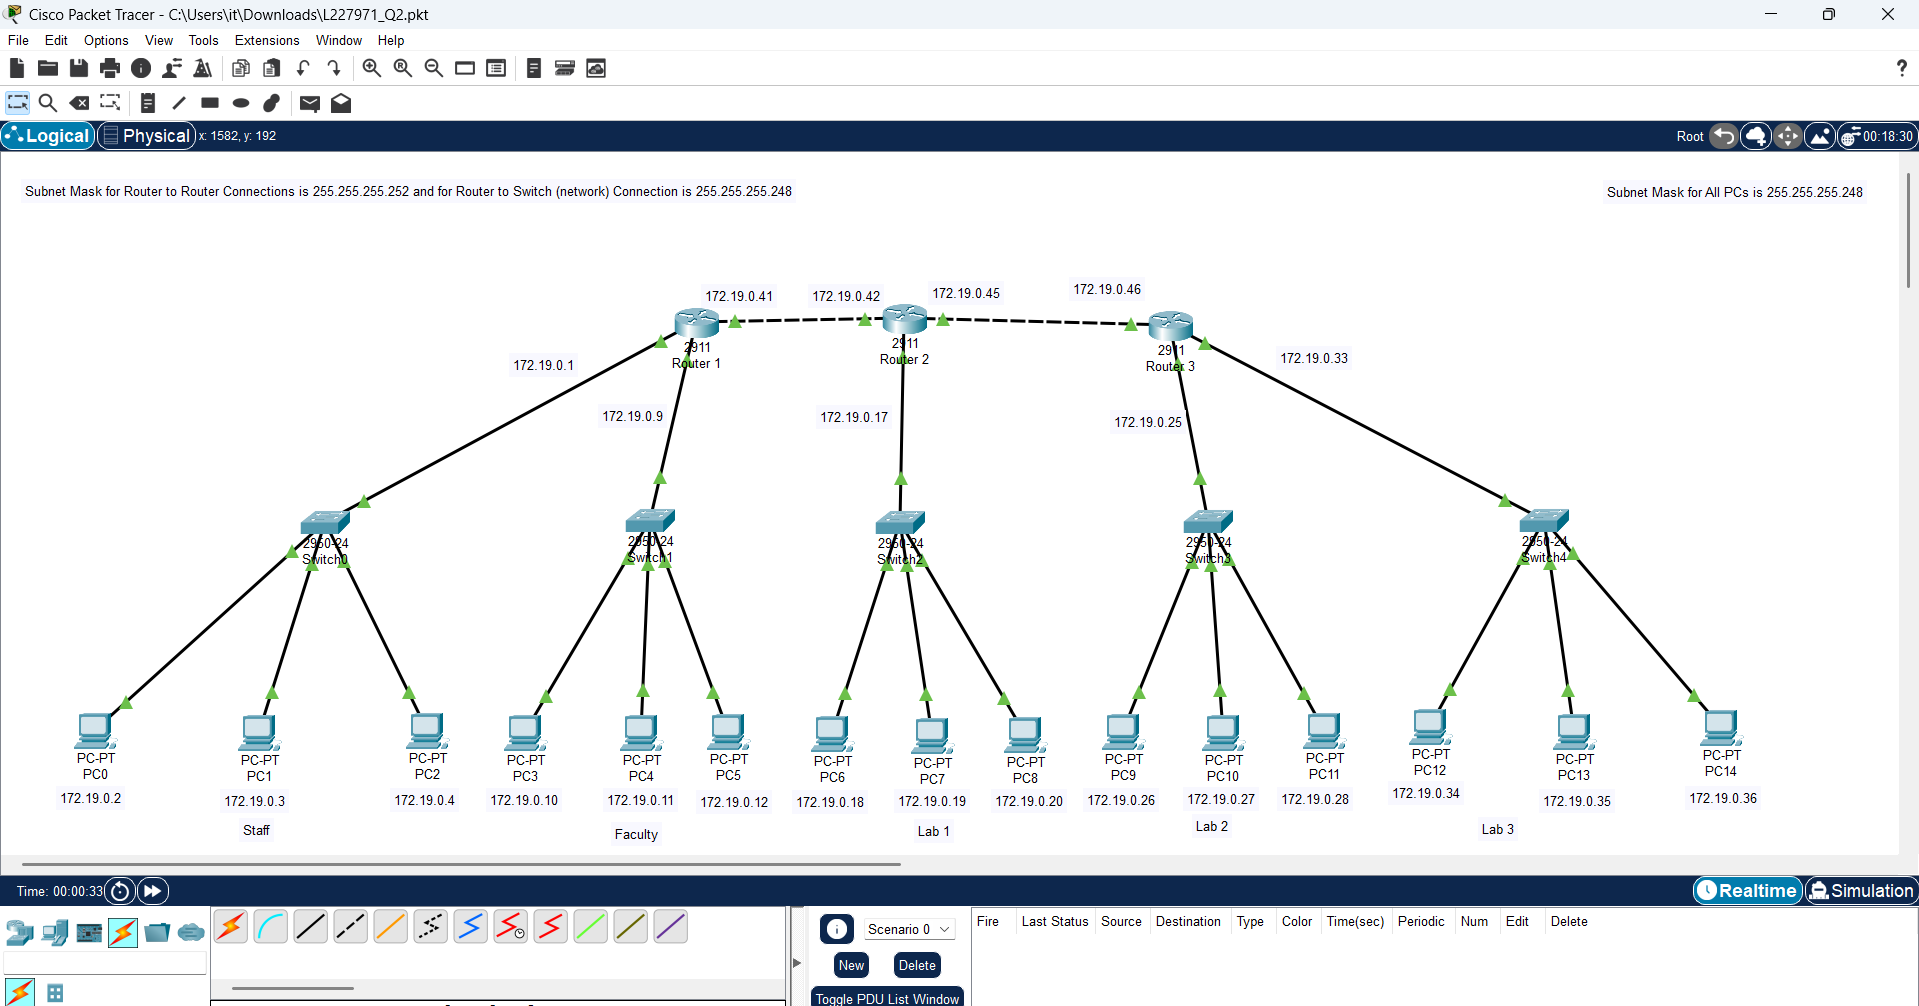 Cisco Packet Tracer - C:\Users\it\Downloads\L227971_Q2.pkt
File Edit Options View Tools Extensions Window Help
?
Logical Physical x: 1582, y: 192 Root 00:18:30
Subnet Mask for Router to Router Connections is 255.255.255.252 and for Router to Switch (network) Connection is 255.255.255.248
Subnet Mask for All PCs is 255.255.255.248
172.19.0.41 172.19.0.42 172.19.0.45 172.19.0.46
2911 2911 2911
Router 1 Router 2 Router 3
172.19.0.1 172.19.0.33
172.19.0.9 172.19.0.17 172.19.0.25
2950-24 2950-24 2950-24 2950-24 2950-24
Switch0 Switch1 Switch2 Switch3 Switch4
PC-PT PC-PT PC-PT PC-PT PC-PT PC-PT PC-PT PC-PT PC-PT PC-PT PC-PT PC-PT PC-PT PC-PT PC-PT
PC0 PC1 PC2 PC3 PC4 PC5 PC6 PC7 PC8 PC9 PC10 PC11 PC12 PC13 PC14
172.19.0.2 172.19.0.3 172.19.0.4 172.19.0.10 172.19.0.11 172.19.0.12 172.19.0.18 172.19.0.19 172.19.0.20 172.19.0.26 172.19.0.27 172.19.0.28 172.19.0.34 172.19.0.35 172.19.0.36
Staff Faculty Lab 1 Lab 2 Lab 3
Time: 00:00:33 Realtime Simulation
Scenario 0 Fire Last Status Source Destination Type Color Time(sec) Periodic Num Edit Delete
New Delete
Toggle PDU List Window